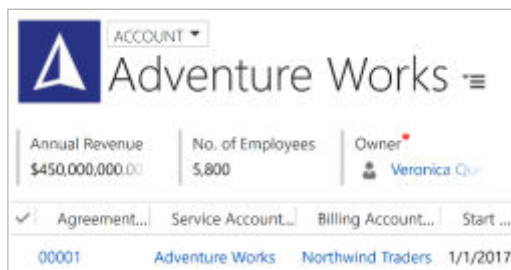 ACCOUNT
Adventure Works
Annual Revenue No. of Employees Owner*
$450,000,000.00 5,800 Veronica
Agreement... Service Account... Billing Account... Start ...
00001 Adventure Works Northwind Traders 1/1/2017